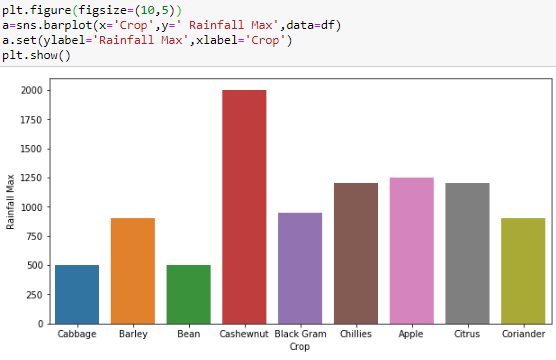 plt.figure(figsize=(10,5))
a=sns.barplot(x='Crop',y=' Rainfall Max',data=df)
a.set(ylabel='Rainfall Max',xlabel='Crop')
plt.show()
2000
1750
1500
1250
1000
750
500
250
0
Rainfall Max
Cabbage Barley Bean Cashewnut Black Gram Chillies Apple Citrus Coriander
Crop